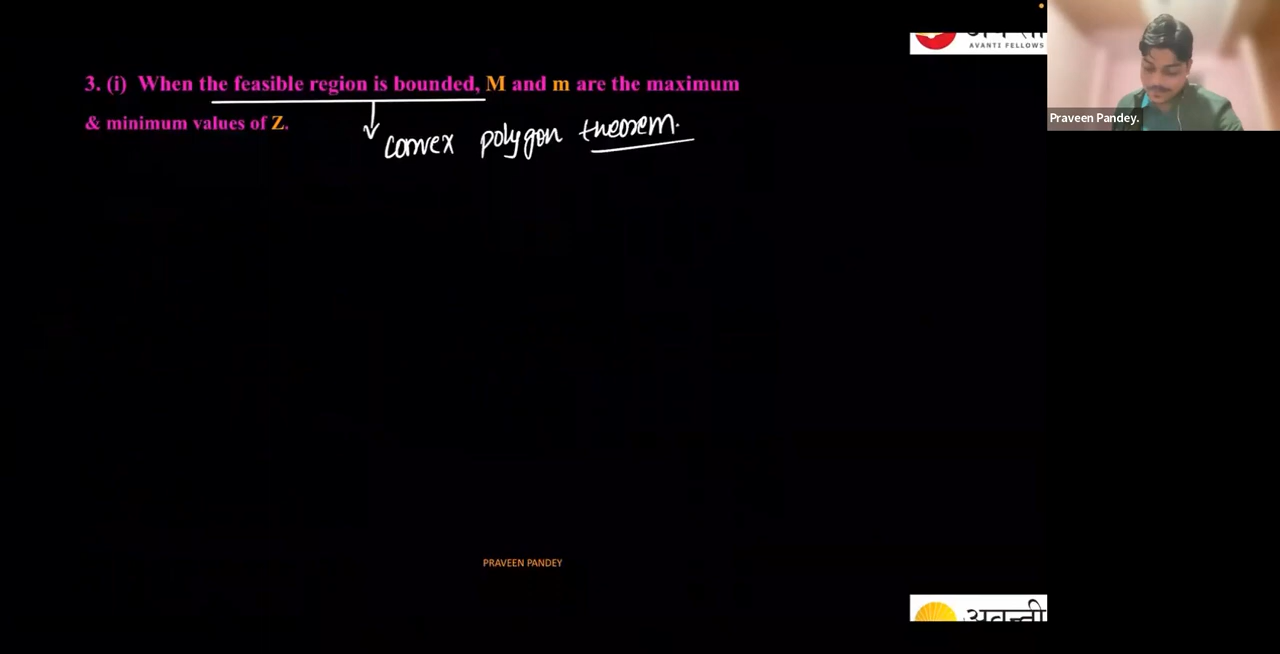 AVANTI FELLOWS
3. (i) When the feasible region is bounded, M and m are the maximum
& minimum values of Z.
convex polygon theorem.
Praveen Pandey.
PRAVEEN PANDEY
अवन्ती